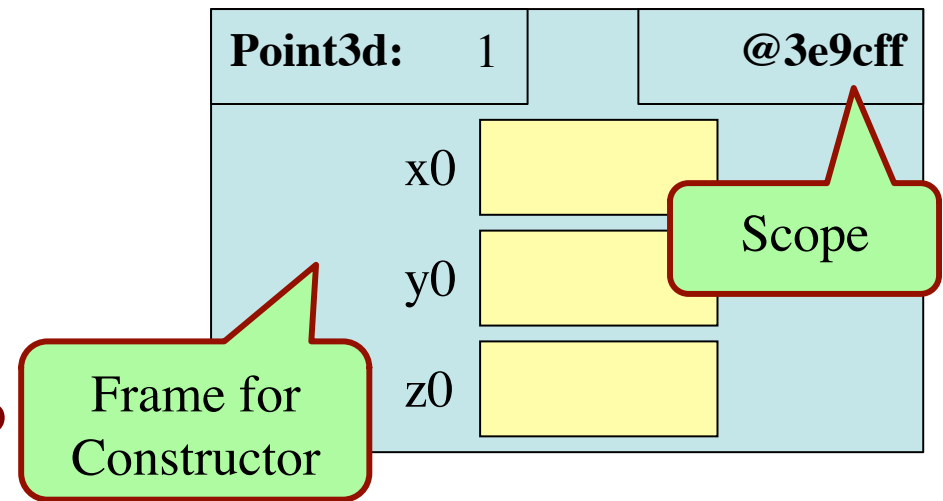 Point3d: 1 @3e9cff
x0
Scope
y0
Frame for
Constructor
z0